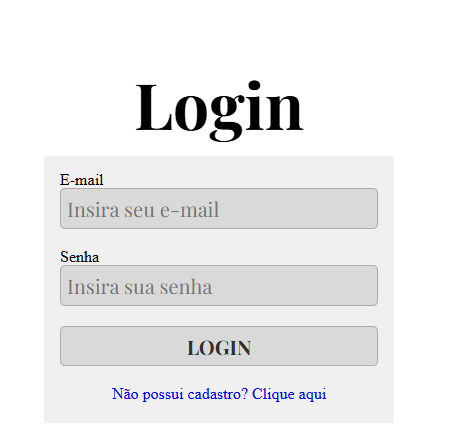 Login
E-mail
Insira seu e-mail
Senha
Insira sua senha
LOGIN
Não possui cadastro? Clique aqui